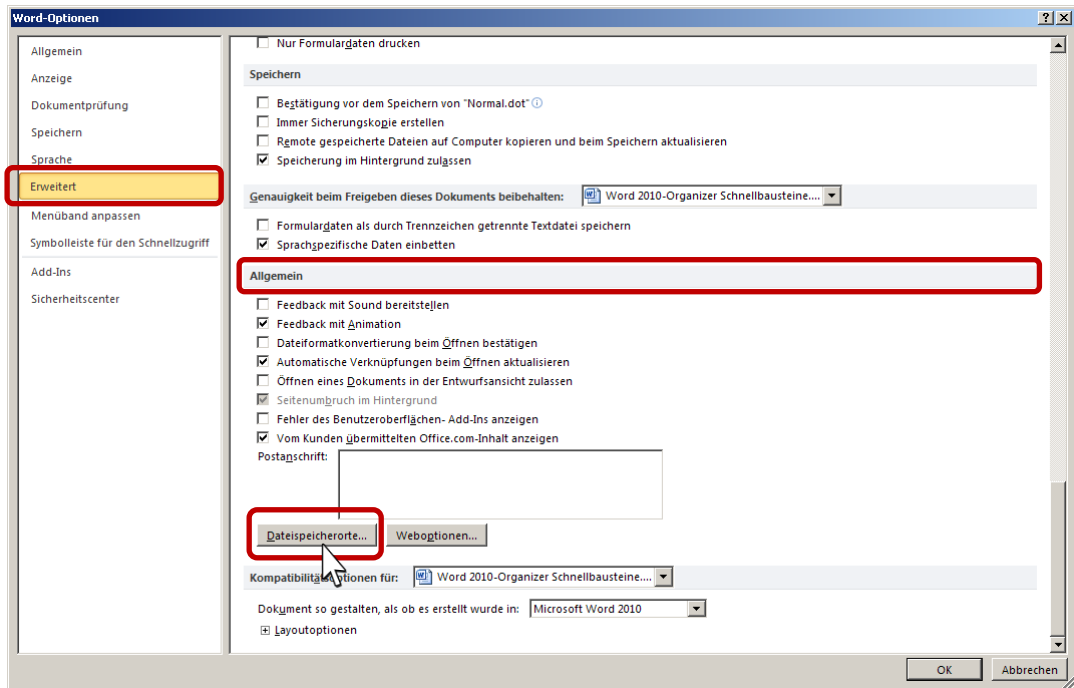 Word-Optionen
Allgemein
Anzeige
Dokumentprüfung
Speichern
Sprache
Erweitert
Menüband anpassen
Symbolleiste für den Schnellzugriff
Add-Ins
Sicherheitscenter
Nur Formulardaten drucken
Speichern
Bestätigung vor dem Speichern von "Normal.dot"
Immer Sicherungskopie erstellen
Remote gespeicherte Dateien auf Computer kopieren und beim Speichern aktualisieren
Speicherung im Hintergrund zulassen
Genauigkeit beim Freigeben dieses Dokuments beibehalten: Word 2010-Organizer Schnellbausteine....
Formulardaten als durch Trennzeichen getrennte Textdatei speichern
Sprachspezifische Daten einbetten
Allgemein
Feedback mit Sound bereitstellen
Feedback mit Animation
Dateiformatkonvertierung beim Öffnen bestätigen
Automatische Verknüpfungen beim Öffnen aktualisieren
Öffnen eines Dokuments in der Entwurfsansicht zulassen
Seitenumbruch im Hintergrund
Fehler des Benutzeroberflächen- Add-Ins anzeigen
Vom Kunden übermittelten Office.com-Inhalt anzeigen
Postanschrift:
Dateispeicherorte... Weboptionen...
Kompatibilitätsoptionen für: Word 2010-Organizer Schnellbausteine....
Dokument so gestalten, als ob es erstellt wurde in: Microsoft Word 2010
Layoutoptionen
OK Abbrechen